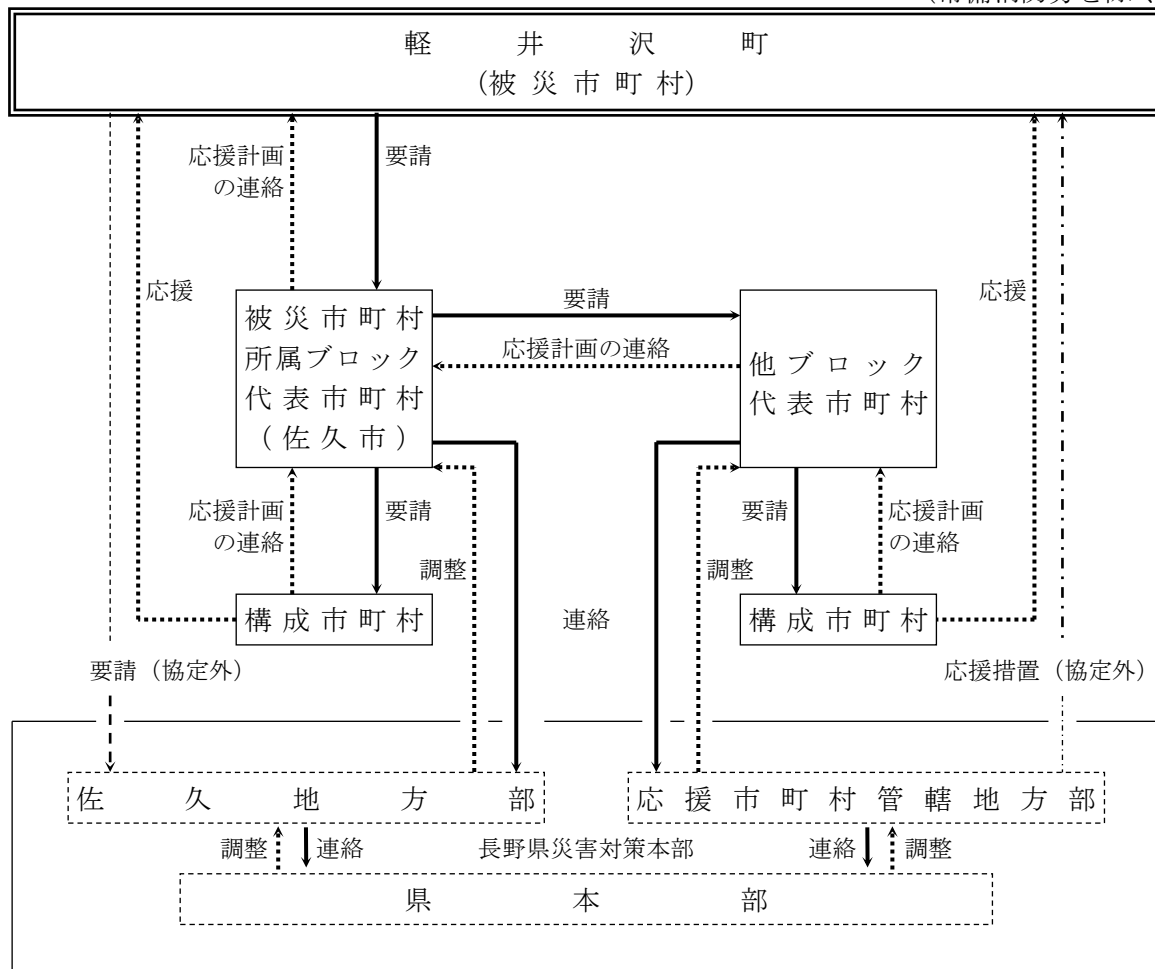 軽井沢町
(被災市町村)
応援計画
の連絡
要請
応援
被災市町村
所属ブロック
代表市町村
(佐久市)
要請
応援計画の連絡
他ブロック
代表市町村
応援
応援計画
の連絡
要請
調整
連絡
調整
要請
応援計画
の連絡
構成市町村
構成市町村
要請(協定外)
応援措置(協定外)
佐久地方部
応援市町村管轄地方部
調整
連絡
長野県災害対策本部
連絡
調整
県本部